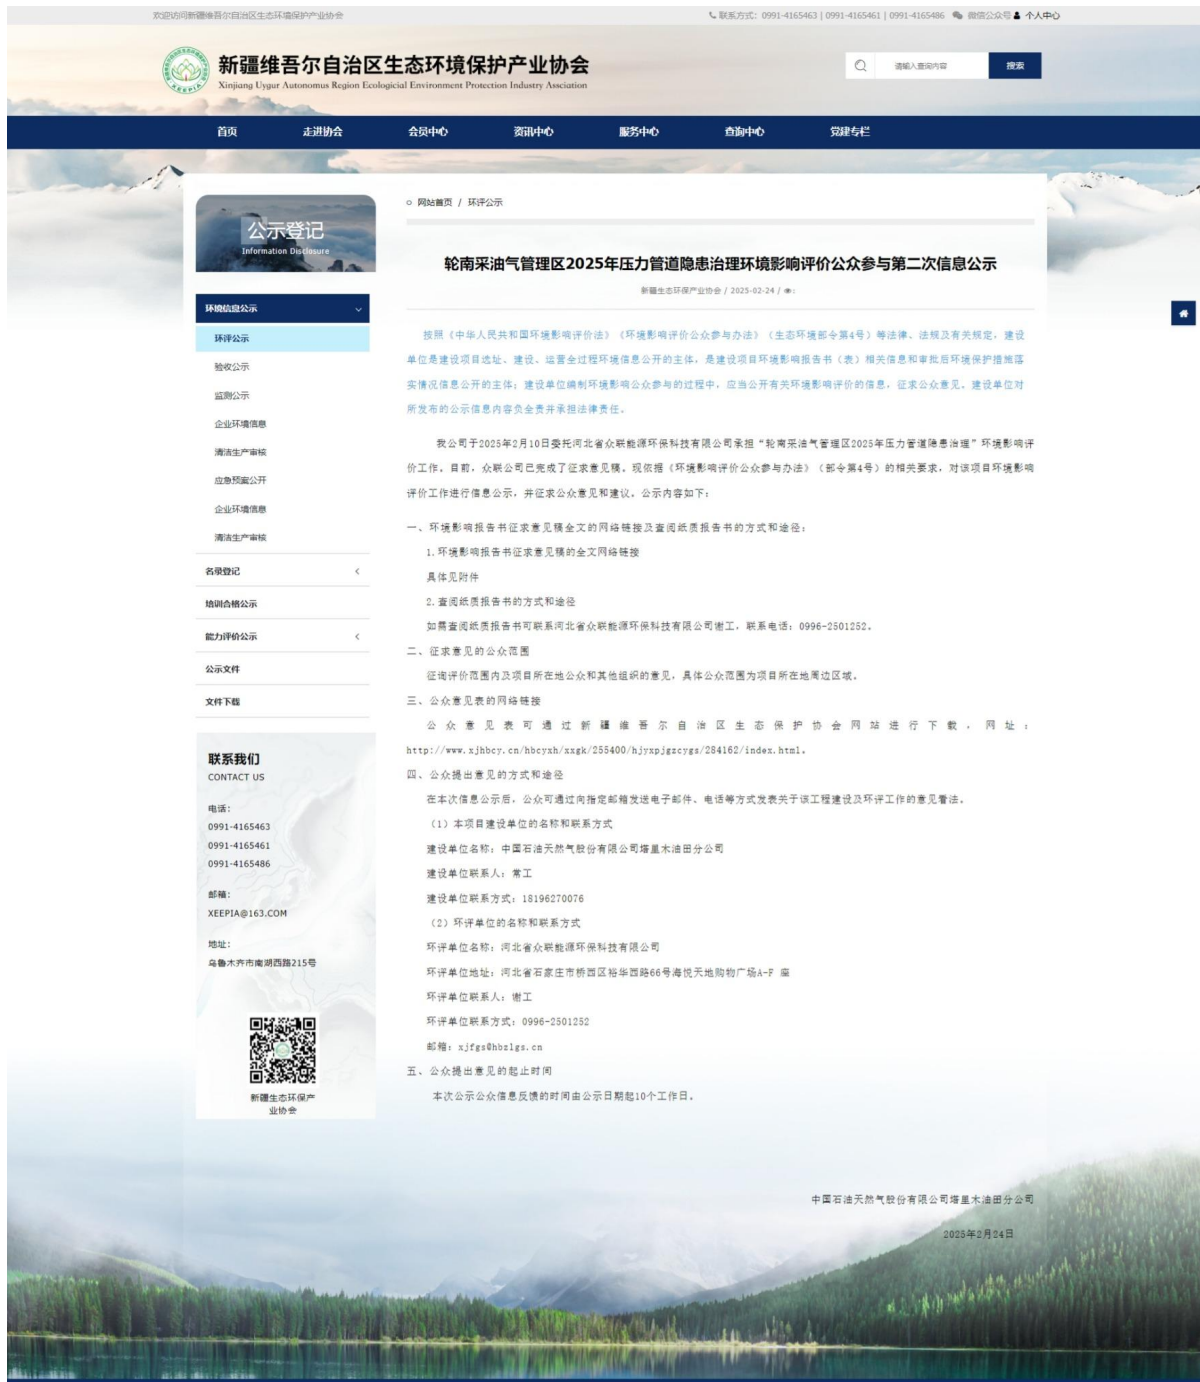 欢迎访问新疆维吾尔自治区生态环境保护产业协会
联系方式：0991-4165463 | 0991-4165461 | 0991-4165486 微信公众号 个人中心
新疆维吾尔自治区生态环境保护产业协会
Xinjiang Uygur Autonomus Region Ecologicial Environment Protection Industry Association
XEEPIA
请输入查询内容
搜索
首页 走进协会 会员中心 资讯中心 服务中心 查询中心 党建专栏
公示登记
Information Disclosure
环境信息公示
环评公示
验收公示
监测公示
企业环境信息
清洁生产审核
应急预案公开
企业环境信息
清洁生产审核
名录登记
培训合格公示
能力评价公示
公示文件
文件下载
联系我们
CONTACT US
电话：
0991-4165463
0991-4165461
0991-4165486
邮箱：
XEEPIA@163.COM
地址：
乌鲁木齐市南湖西路215号
新疆生态环保产
业协会
网站首页 / 环评公示
轮南采油气管理区2025年压力管道隐患治理环境影响评价公众参与第二次信息公示
新疆生态环保产业协会 / 2025-02-24 / :
按照《中华人民共和国环境影响评价法》《环境影响评价公众参与办法》（生态环境部令第4号）等法律、法规及有关规定，建设
单位是建设项目选址、建设、运营全过程环境信息公开的主体，是建设项目环境影响报告书（表）相关信息和审批后环境保护措施落
实情况信息公开的主体；建设单位编制环境影响公众参与的过程中，应当公开有关环境影响评价的信息，征求公众意见。建设单位对
所发布的公示信息内容负全责并承担法律责任。
我公司于2025年2月10日委托河北省众联能源环保科技有限公司承担“轮南采油气管理区2025年压力管道隐患治理”环境影响评
价工作。目前，众联公司已完成了征求意见稿。现依据《环境影响评价公众参与办法》（部令第4号）的相关要求，对该项目环境影响
评价工作进行信息公示，并征求公众意见和建议。公示内容如下：
一、环境影响报告书征求意见稿全文的网络链接及查阅纸质报告书的方式和途径：
1.环境影响报告书征求意见稿的全文网络链接
具体见附件
2.查阅纸质报告书的方式和途径
如需查阅纸质报告书可联系河北省众联能源环保科技有限公司谢工，联系电话：0996-2501252。
二、征求意见的公众范围
征询评价范围内及项目所在地公众和其他组织的意见，具体公众范围为项目所在地周边区域。
三、公众意见表的网络链接
公众意见表可通过新疆维吾尔自治区生态保护协会网站进行下载，网址：
http://www.xjhbcy.cn/hbcyxh/xxgk/255400/hjyxpjgzcygs/284162/index.html。
四、公众提出意见的方式和途径
在本次信息公示后，公众可通过向指定邮箱发送电子邮件、电话等方式发表关于该工程建设及环评工作的意见看法。
（1）本项目建设单位的名称和联系方式
建设单位名称：中国石油天然气股份有限公司塔里木油田分公司
建设单位联系人：常工
建设单位联系方式：18196270076
（2）环评单位的名称和联系方式
环评单位名称：河北省众联能源环保科技有限公司
环评单位地址：河北省石家庄市桥西区裕华西路66号海悦天地购物广场A-F 座
环评单位联系人：谢工
环评单位联系方式：0996-2501252
邮箱：xjfgs@hbzlgs.cn
五、公众提出意见的起止时间
本次公示公众信息反馈的时间由公示日期起10个工作日。
中国石油天然气股份有限公司塔里木油田分公司
2025年2月24日